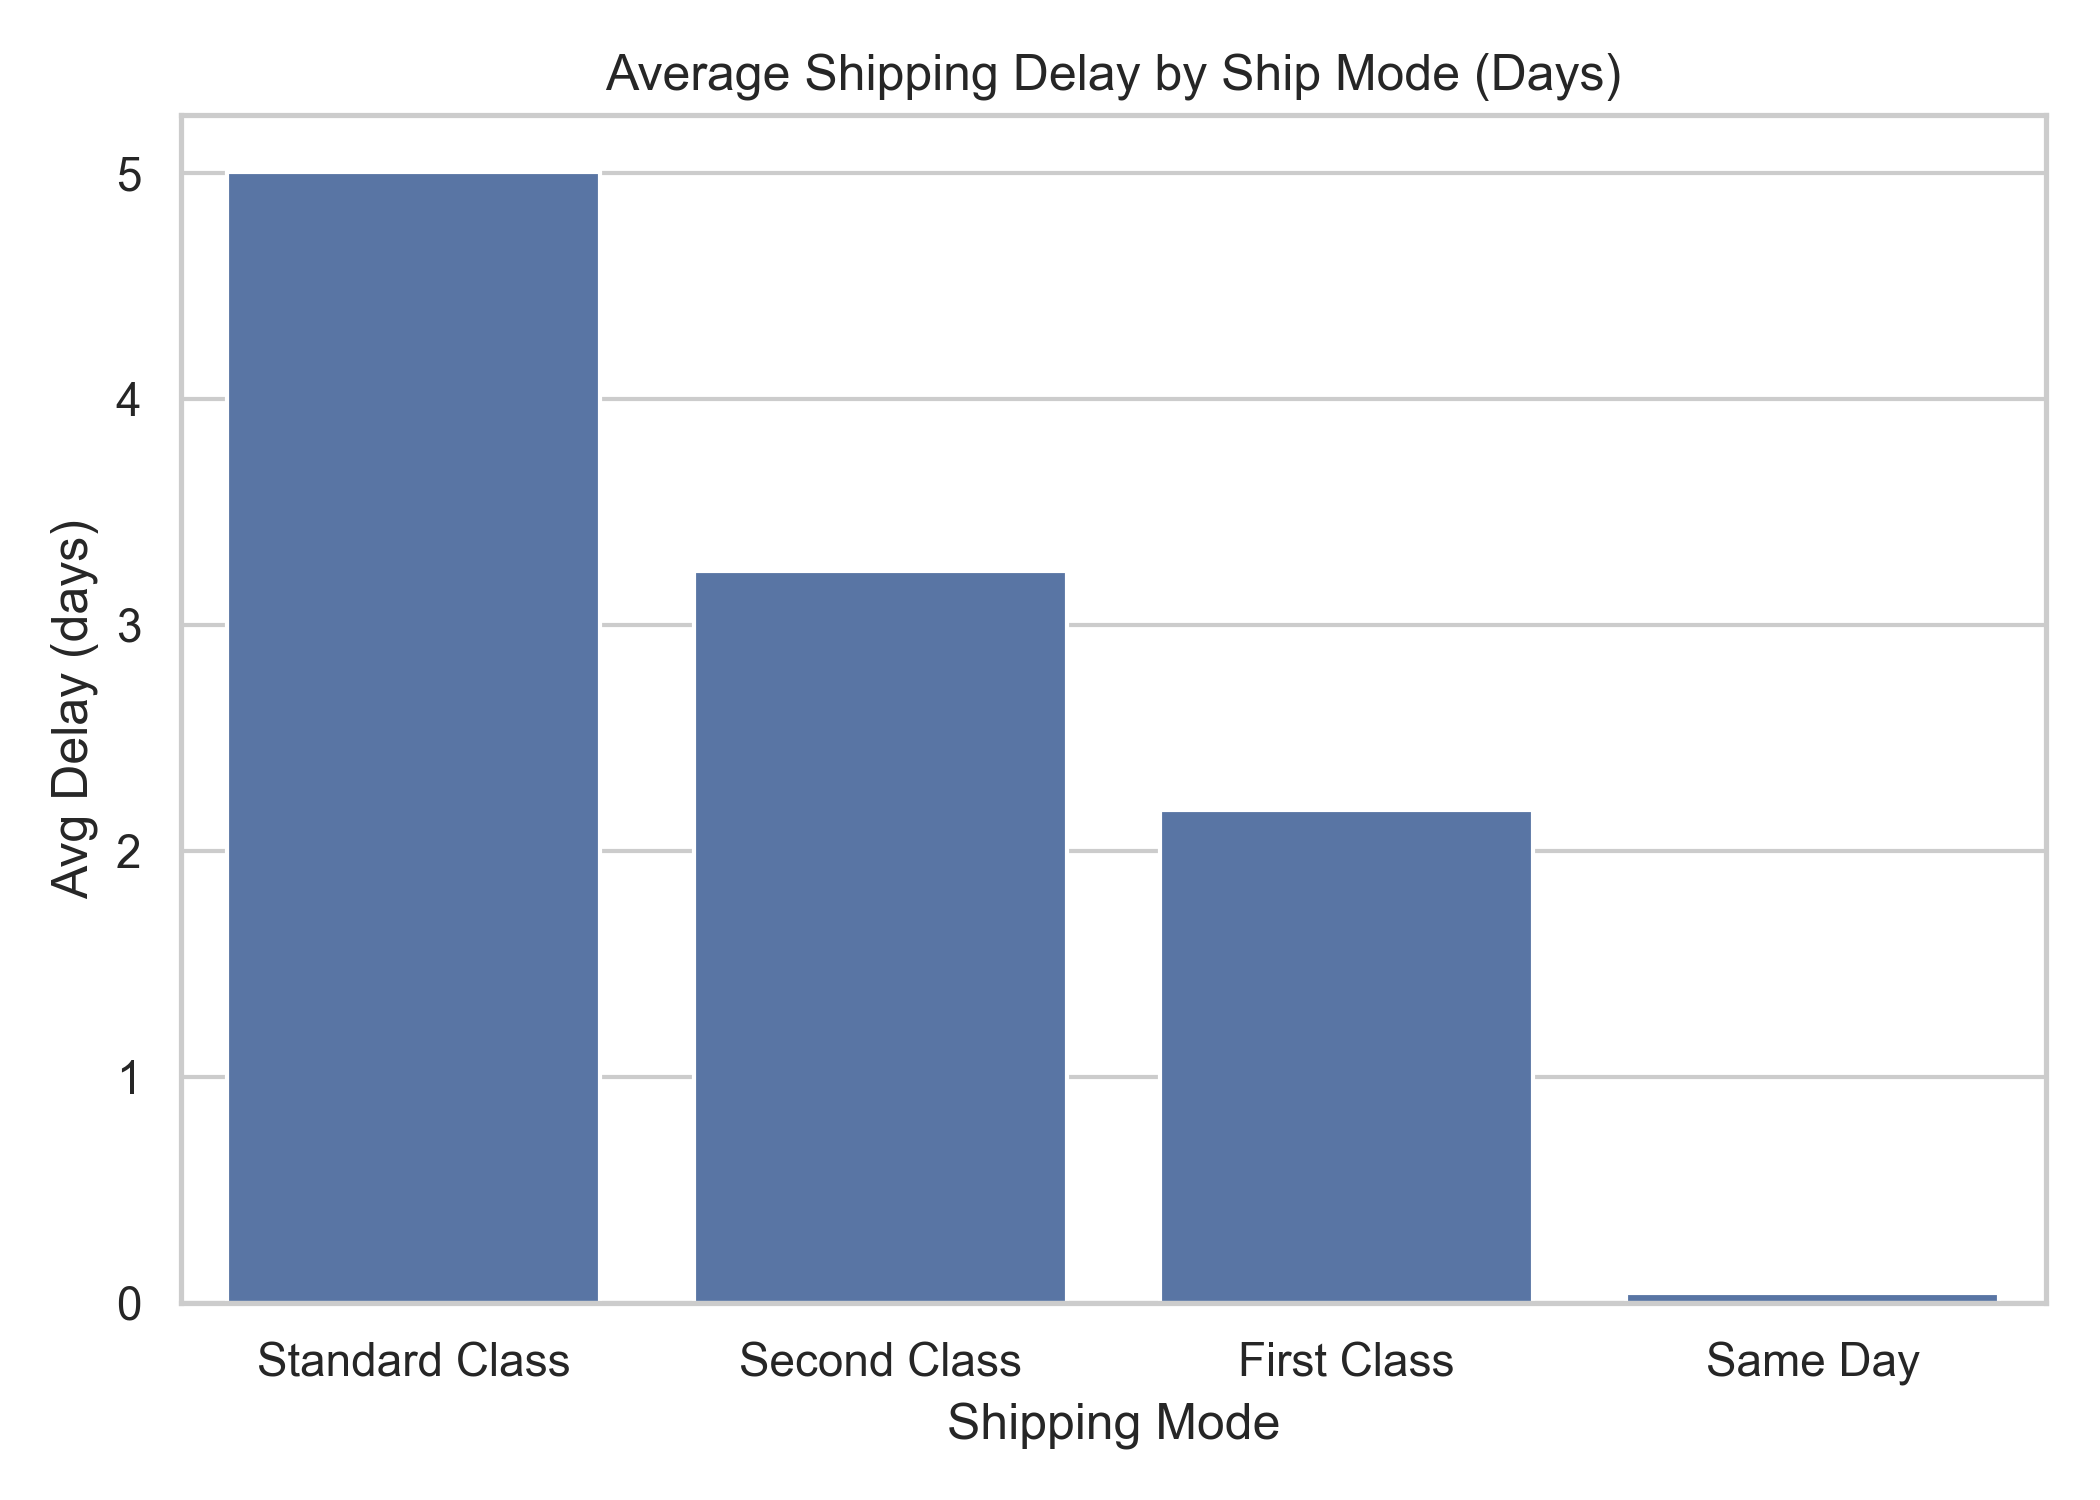 Average Shipping Delay by Ship Mode (Days)
Avg Delay (days)
5
4
3
2
1
0
Standard Class
Second Class
First Class
Same Day
Shipping Mode